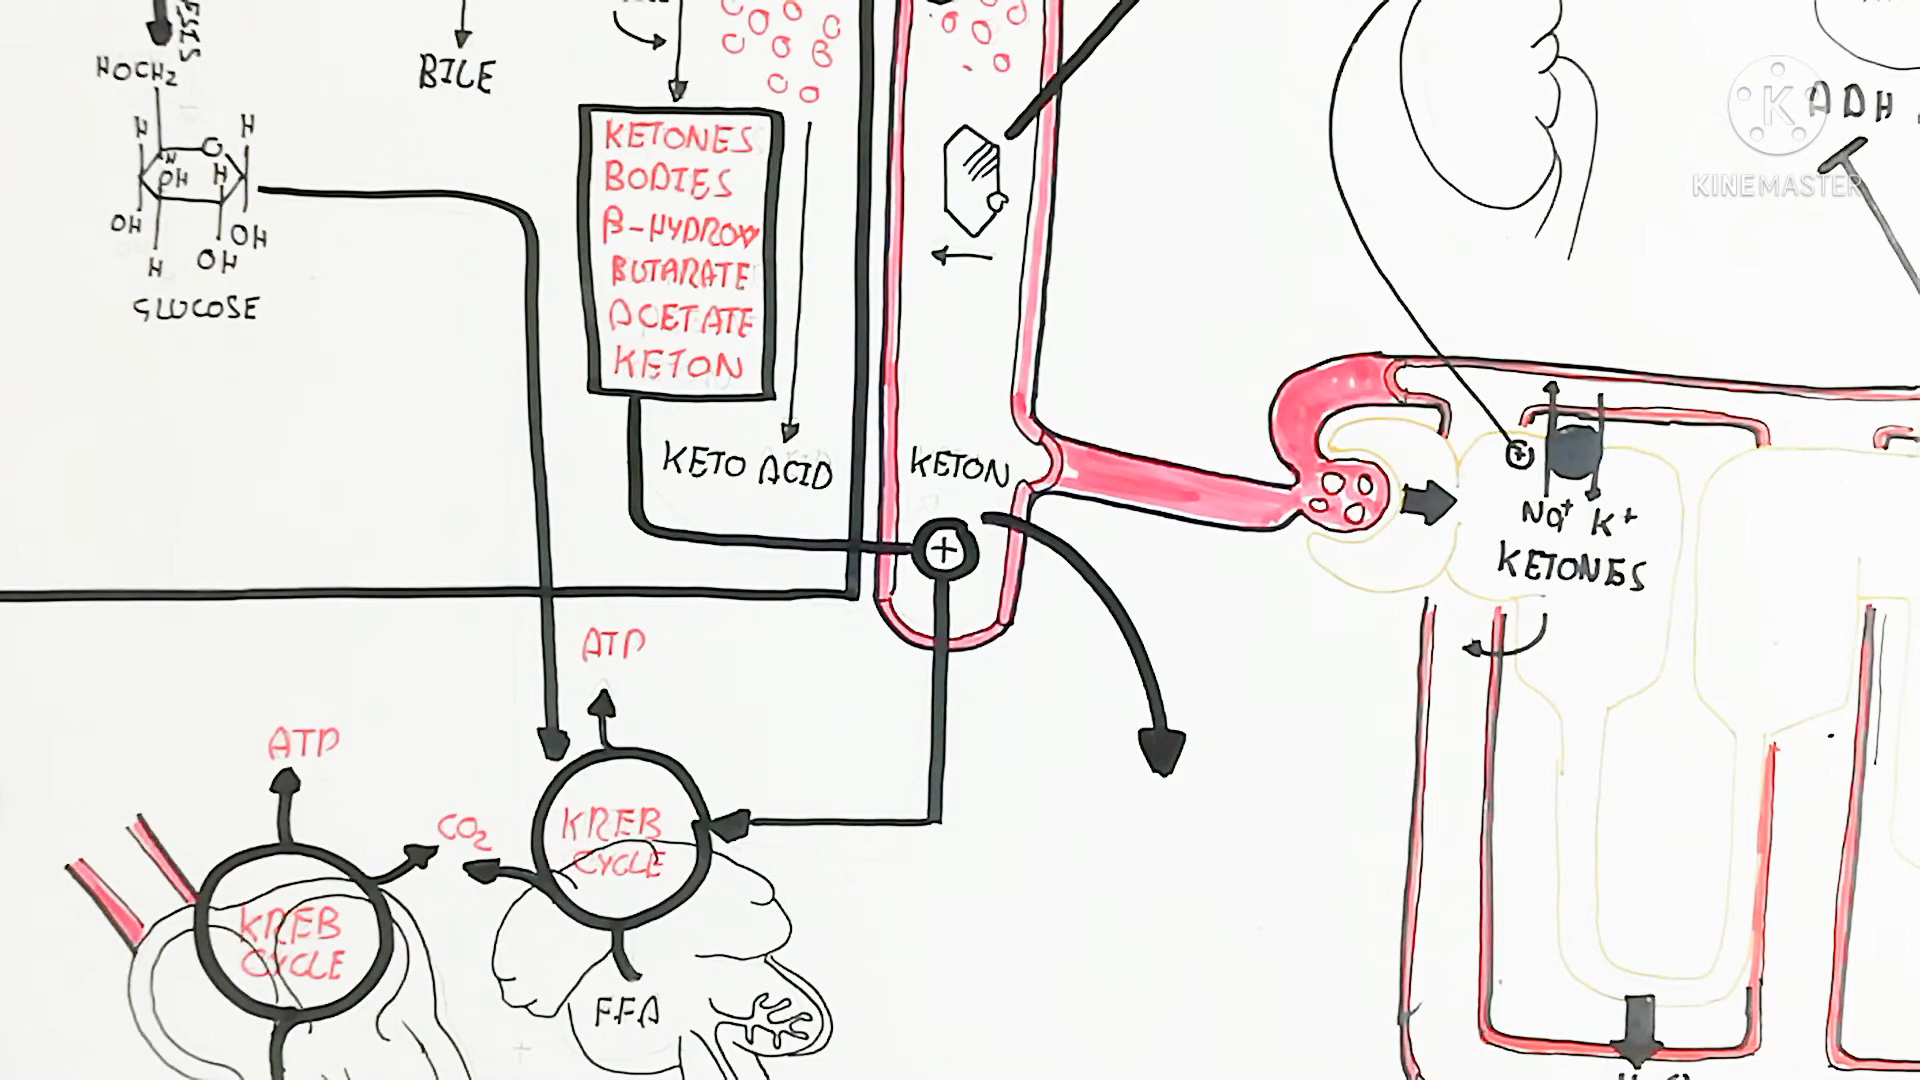 HOCH2
H
O
H
H
H
OH
OH
OH
H
OH
GLUCOSE
BILE
KETONES
BODIES
β-HYDROXY
BUTARATE
ACETATE
KETON
KETO ACID
KETON
+
ADH
KINEMASTER
+
Na+ K+
KETONES
ATP
ATP
CO2
KREB
CYCLE
KREB
CYCLE
FFA